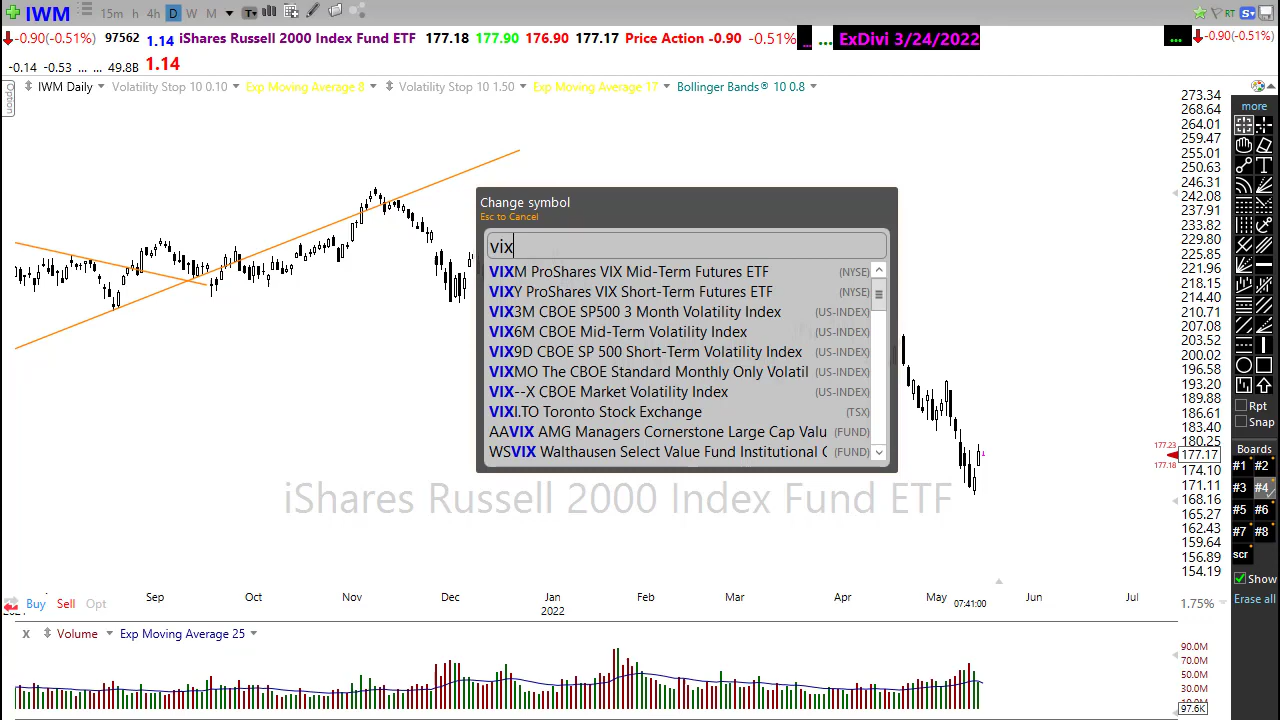 IWM 15m h 4h D W M T RT S
-0.90(-0.51%) 97562 1.14 iShares Russell 2000 Index Fund ETF 177.18 177.90 176.90 177.17 Price Action -0.90 -0.51% ... ... ExDivi 3/24/2022 ... -0.90(-0.51%)
-0.14 -0.53 ... ... 49.8B 1.14
Option
IWM Daily Volatility Stop 10 0.10 Exp Moving Average 8 Volatility Stop 10 1.50 Exp Moving Average 17 Bollinger Bands® 10 0.8
273.34
268.64
264.01
259.47
255.01
250.63
246.31
242.08
237.91
233.82
229.80
225.85
221.96
218.15
214.40
210.71
207.08
203.52
200.02
196.58
193.20
189.88
186.61
183.40
180.25
177.23
177.17
177.18
174.10
171.11
168.16
165.27
162.43
159.64
156.89
154.19
more
Rpt
Snap
Boards
#1 #2
#3 #4
#5 #6
#7 #8
scr
Show
Erase all
Change symbol
Esc to Cancel
vix
VIXM ProShares VIX Mid-Term Futures ETF (NYSE)
VIXY ProShares VIX Short-Term Futures ETF (NYSE)
VIX3M CBOE SP500 3 Month Volatility Index (US-INDEX)
VIX6M CBOE Mid-Term Volatility Index (US-INDEX)
VIX9D CBOE SP 500 Short-Term Volatility Index (US-INDEX)
VIXMO The CBOE Standard Monthly Only Volatil (US-INDEX)
VIX--X CBOE Market Volatility Index (US-INDEX)
VIXI.TO Toronto Stock Exchange (TSX)
AAVIX AMG Managers Cornerstone Large Cap Valu (FUND)
WSVIX Walthausen Select Value Fund Institutional (FUND)
iShares Russell 2000 Index Fund ETF
Sep Oct Nov Dec Jan Feb Mar Apr May Jun Jul
2022
07:41:00
Buy Sell Opt
1.75%
x Volume Exp Moving Average 25
90.0M
70.0M
50.0M
30.0M
97.6K